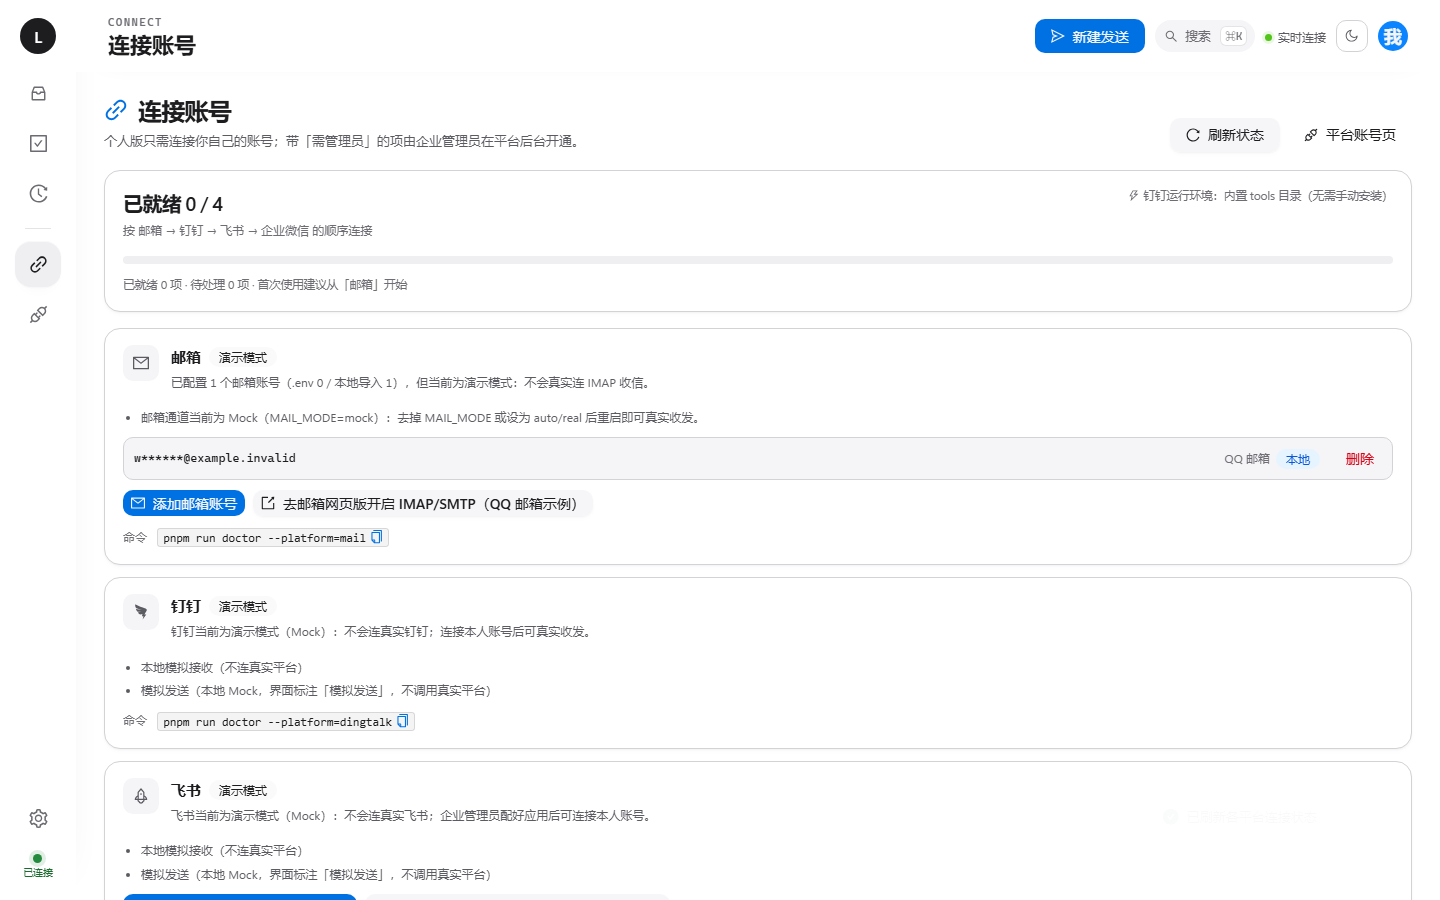 L
CONNECT
连接账号
新建发送
搜索 ⌘K
实时连接
我
连接账号
个人版只需连接你自己的账号；带「需管理员」的项由企业管理员在平台后台开通。
刷新状态
平台账号页
已就绪 0 / 4
钉钉运行环境：内置 tools 目录（无需手动安装）
按 邮箱 → 钉钉 → 飞书 → 企业微信 的顺序连接
已就绪 0 项 · 待处理 0 项 · 首次使用建议从「邮箱」开始
邮箱 演示模式
已配置 1 个邮箱账号（.env 0 / 本地导入 1），但当前为演示模式：不会真实连 IMAP 收信。
• 邮箱通道当前为 Mock（MAIL_MODE=mock）：去掉 MAIL_MODE 或设为 auto/real 后重启即可真实收发。
w******@example.invalid
QQ 邮箱 本地 删除
添加邮箱账号
去邮箱网页版开启 IMAP/SMTP（QQ 邮箱示例）
命令 pnpm run doctor --platform=mail
钉钉 演示模式
钉钉当前为演示模式（Mock）：不会连真实钉钉；连接本人账号后可真实收发。
• 本地模拟接收（不连真实平台）
• 模拟发送（本地 Mock，界面标注「模拟发送」，不调用真实平台）
命令 pnpm run doctor --platform=dingtalk
飞书 演示模式
飞书当前为演示模式（Mock）：不会连真实飞书；企业管理员配好应用后可连接本人账号。
• 本地模拟接收（不连真实平台）
• 模拟发送（本地 Mock，界面标注「模拟发送」，不调用真实平台）
已连接